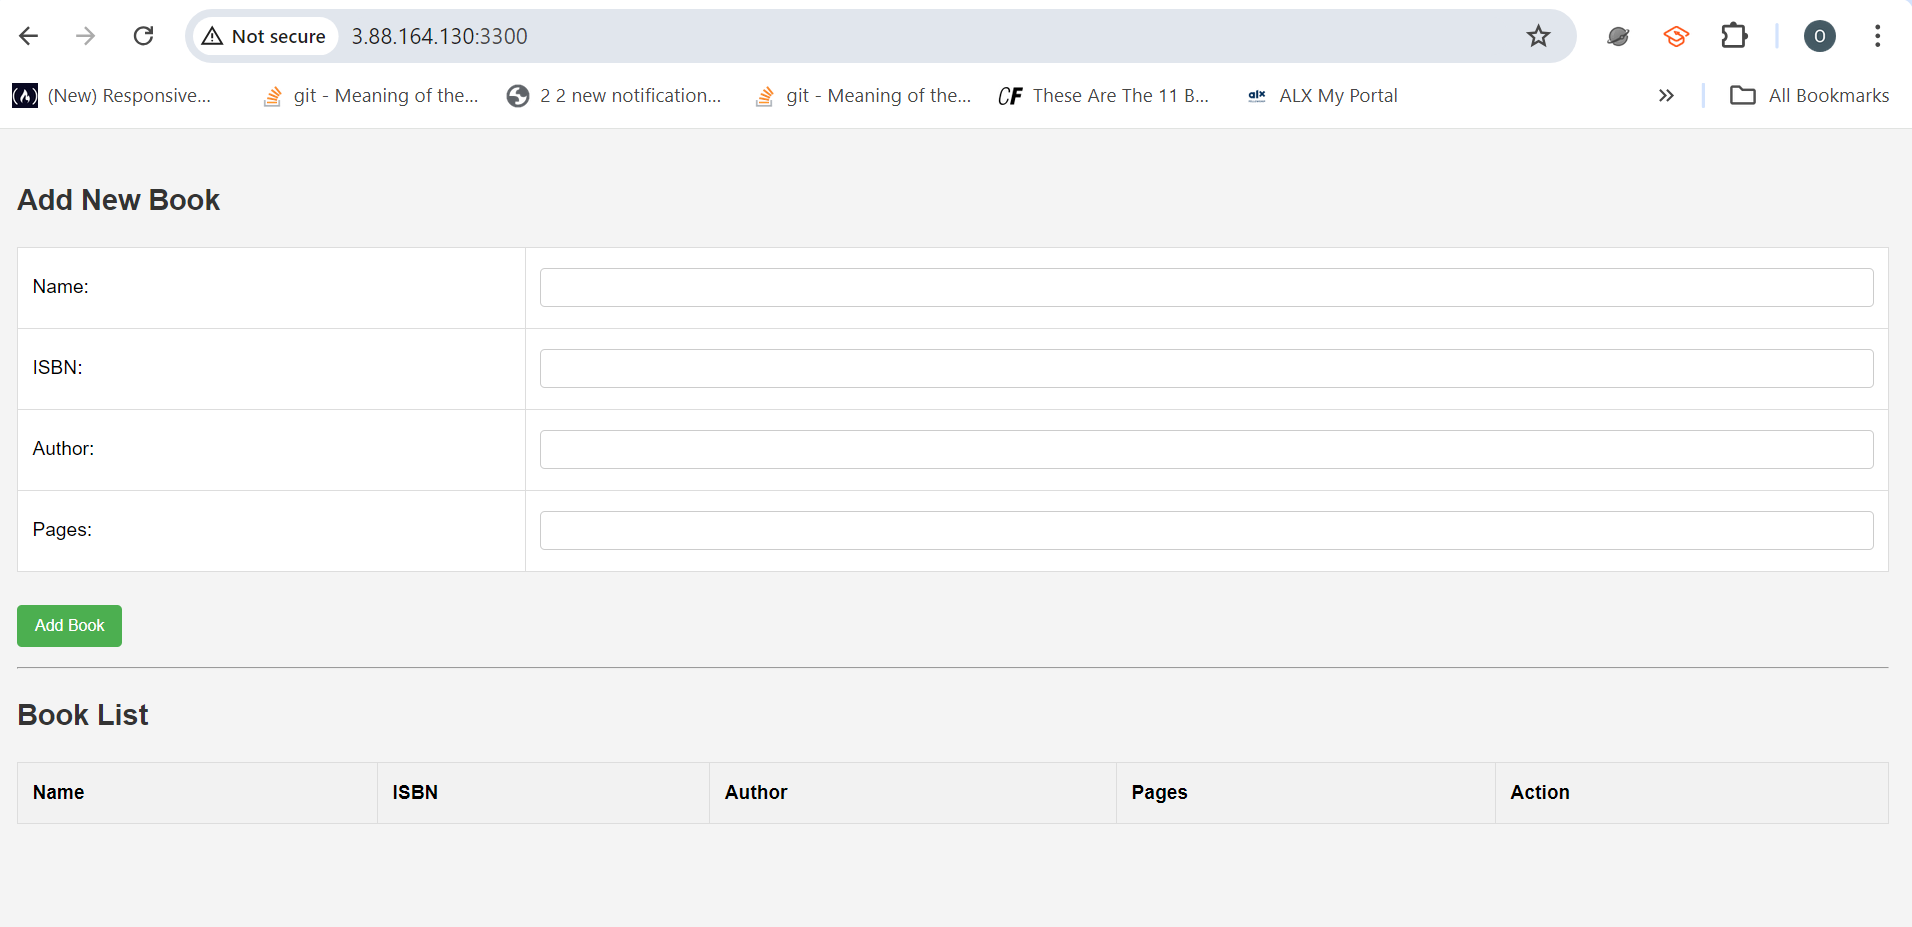 Not secure 3.88.164.130:3300 O
(New) Responsive... git - Meaning of the... 2 2 new notification... git - Meaning of the... CF These Are The 11 B... alx ALX My Portal All Bookmarks
Add New Book
Name:
ISBN:
Author:
Pages:
Add Book
Book List
Name ISBN Author Pages Action